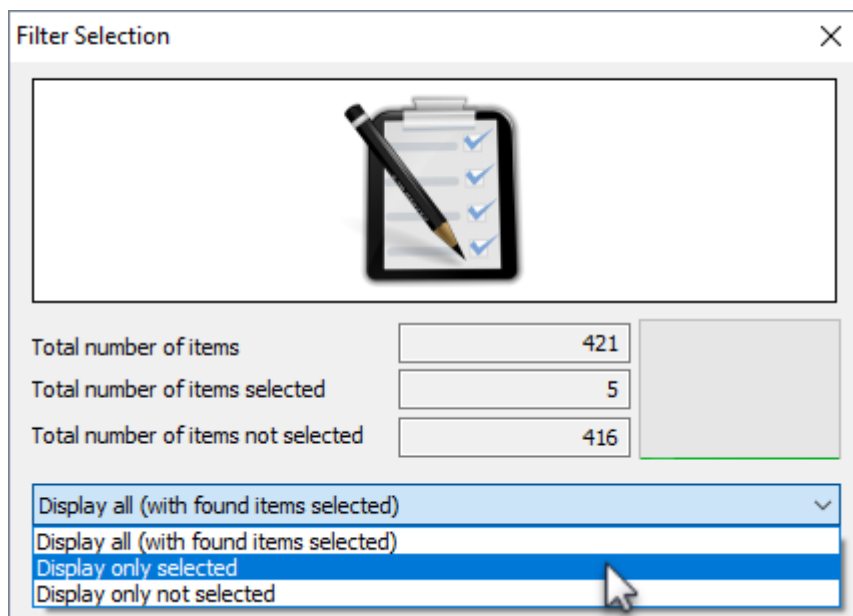 Filter Selection
Total number of items 421
Total number of items selected 5
Total number of items not selected 416
Display all (with found items selected)
Display all (with found items selected)
Display only selected
Display only not selected